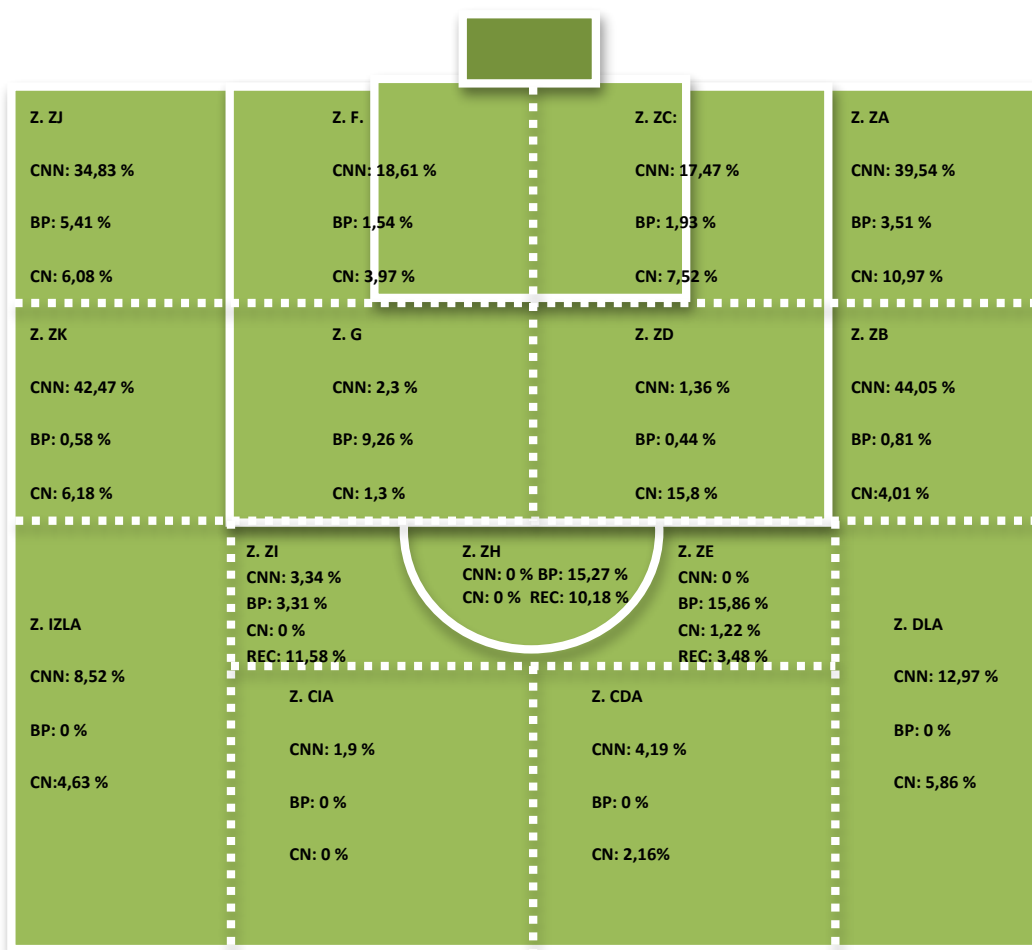 Z. ZJ
CNN: 34,83 %
BP: 5,41 %
CN: 6,08 %
Z. F.
CNN: 18,61 %
BP: 1,54 %
CN: 3,97 %
Z. ZC:
CNN: 17,47 %
BP: 1,93 %
CN: 7,52 %
Z. ZA
CNN: 39,54 %
BP: 3,51 %
CN: 10,97 %
Z. ZK
CNN: 42,47 %
BP: 0,58 %
CN: 6,18 %
Z. G
CNN: 2,3 %
BP: 9,26 %
CN: 1,3 %
Z. ZD
CNN: 1,36 %
BP: 0,44 %
CN: 15,8 %
Z. ZB
CNN: 44,05 %
BP: 0,81 %
CN:4,01 %
Z. IZLA
CNN: 8,52 %
BP: 0 %
CN:4,63 %
Z. ZI
CNN: 3,34 %
BP: 3,31 %
CN: 0 %
REC: 11,58 %
Z. ZH
CNN: 0 % BP: 15,27 %
CN: 0 % REC: 10,18 %
Z. ZE
CNN: 0 %
BP: 15,86 %
CN: 1,22 %
REC: 3,48 %
Z. DLA
CNN: 12,97 %
BP: 0 %
CN: 5,86 %
Z. CIA
CNN: 1,9 %
BP: 0 %
CN: 0 %
Z. CDA
CNN: 4,19 %
BP: 0 %
CN: 2,16%